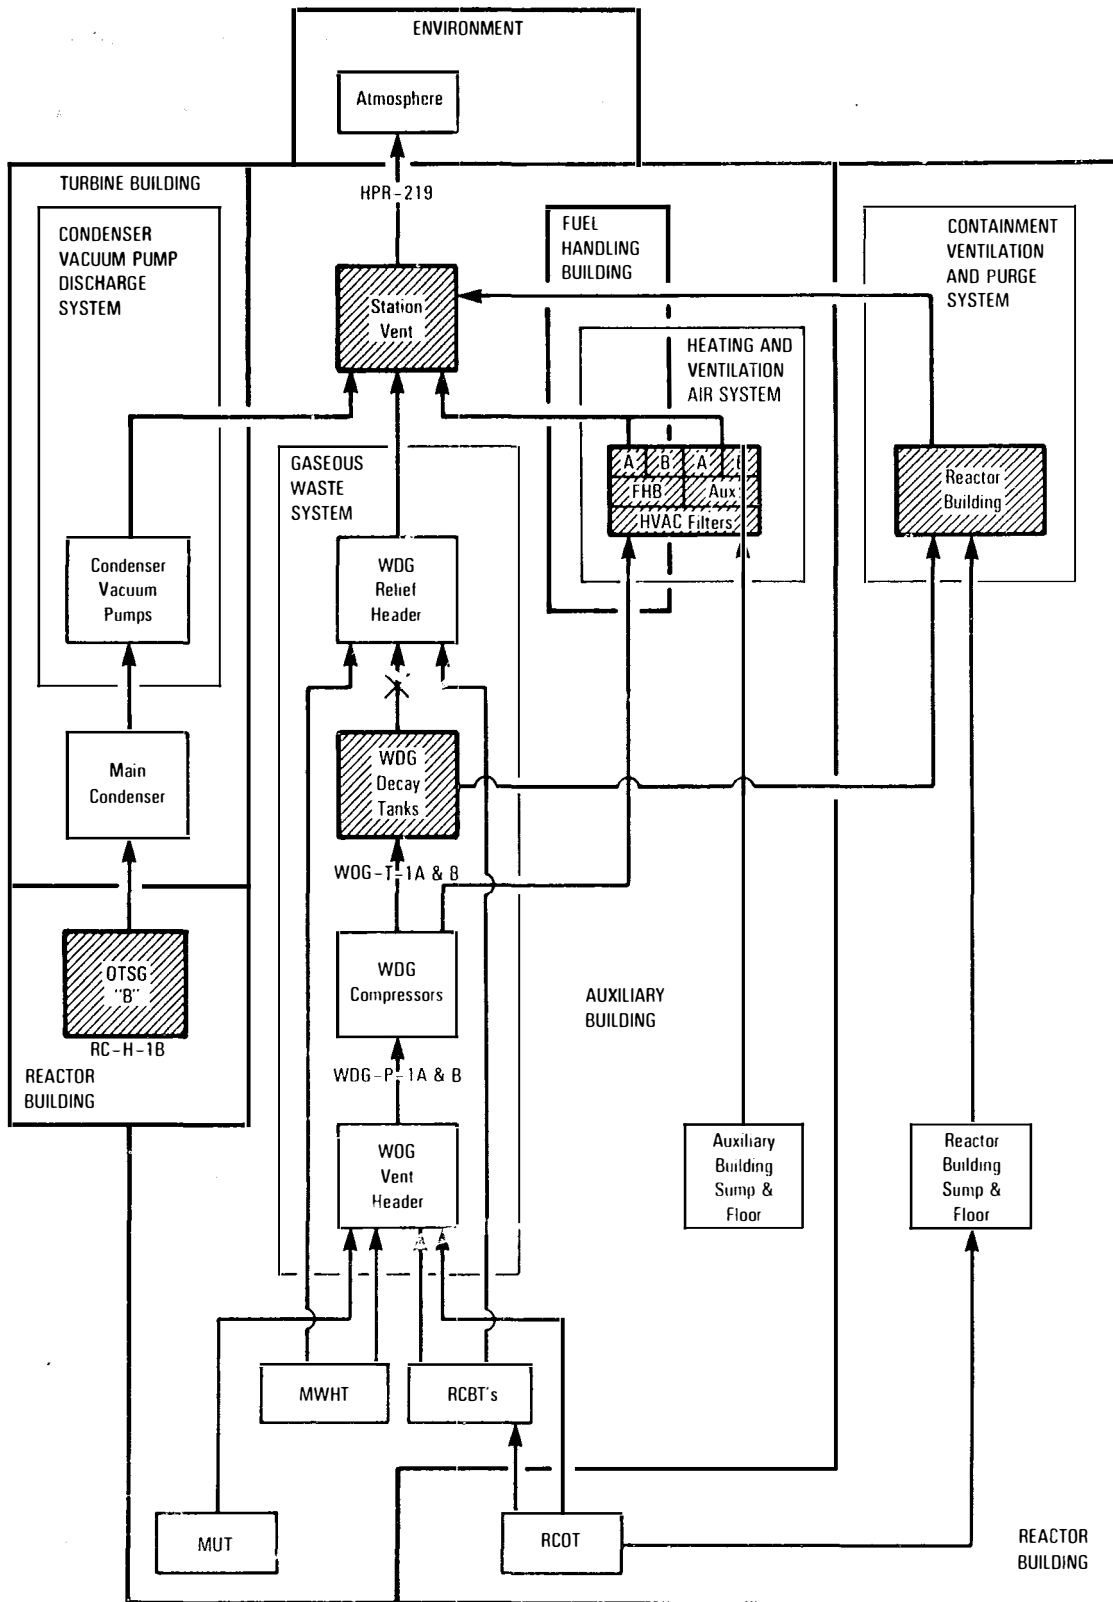 ENVIRONMENT
Atmosphere
HPR-219
TURBINE BUILDING
CONDENSER
VACUUM PUMP
DISCHARGE
SYSTEM
Station
Vent
FUEL
HANDLING
BUILDING
CONTAINMENT
VENTILATION
AND PURGE
SYSTEM
HEATING AND
VENTILATION
AIR SYSTEM
GASEOUS
WASTE
SYSTEM
A B A
FHB Aux
HVAC Filters
Reactor
Building
Condenser
Vacuum
Pumps
WDG
Relief
Header
Main
Condenser
WDG
Decay
Tanks
WOG-T-1A & B
OTSG
"B"
RC-H-1B
REACTOR
BUILDING
WDG
Compressors
AUXILIARY
BUILDING
WDG-P-1A & B
WOG
Vent
Header
Auxiliary
Building
Sump &
Floor
Reactor
Building
Sump &
Floor
MWHT
RCBT's
MUT
RCOT
REACTOR
BUILDING